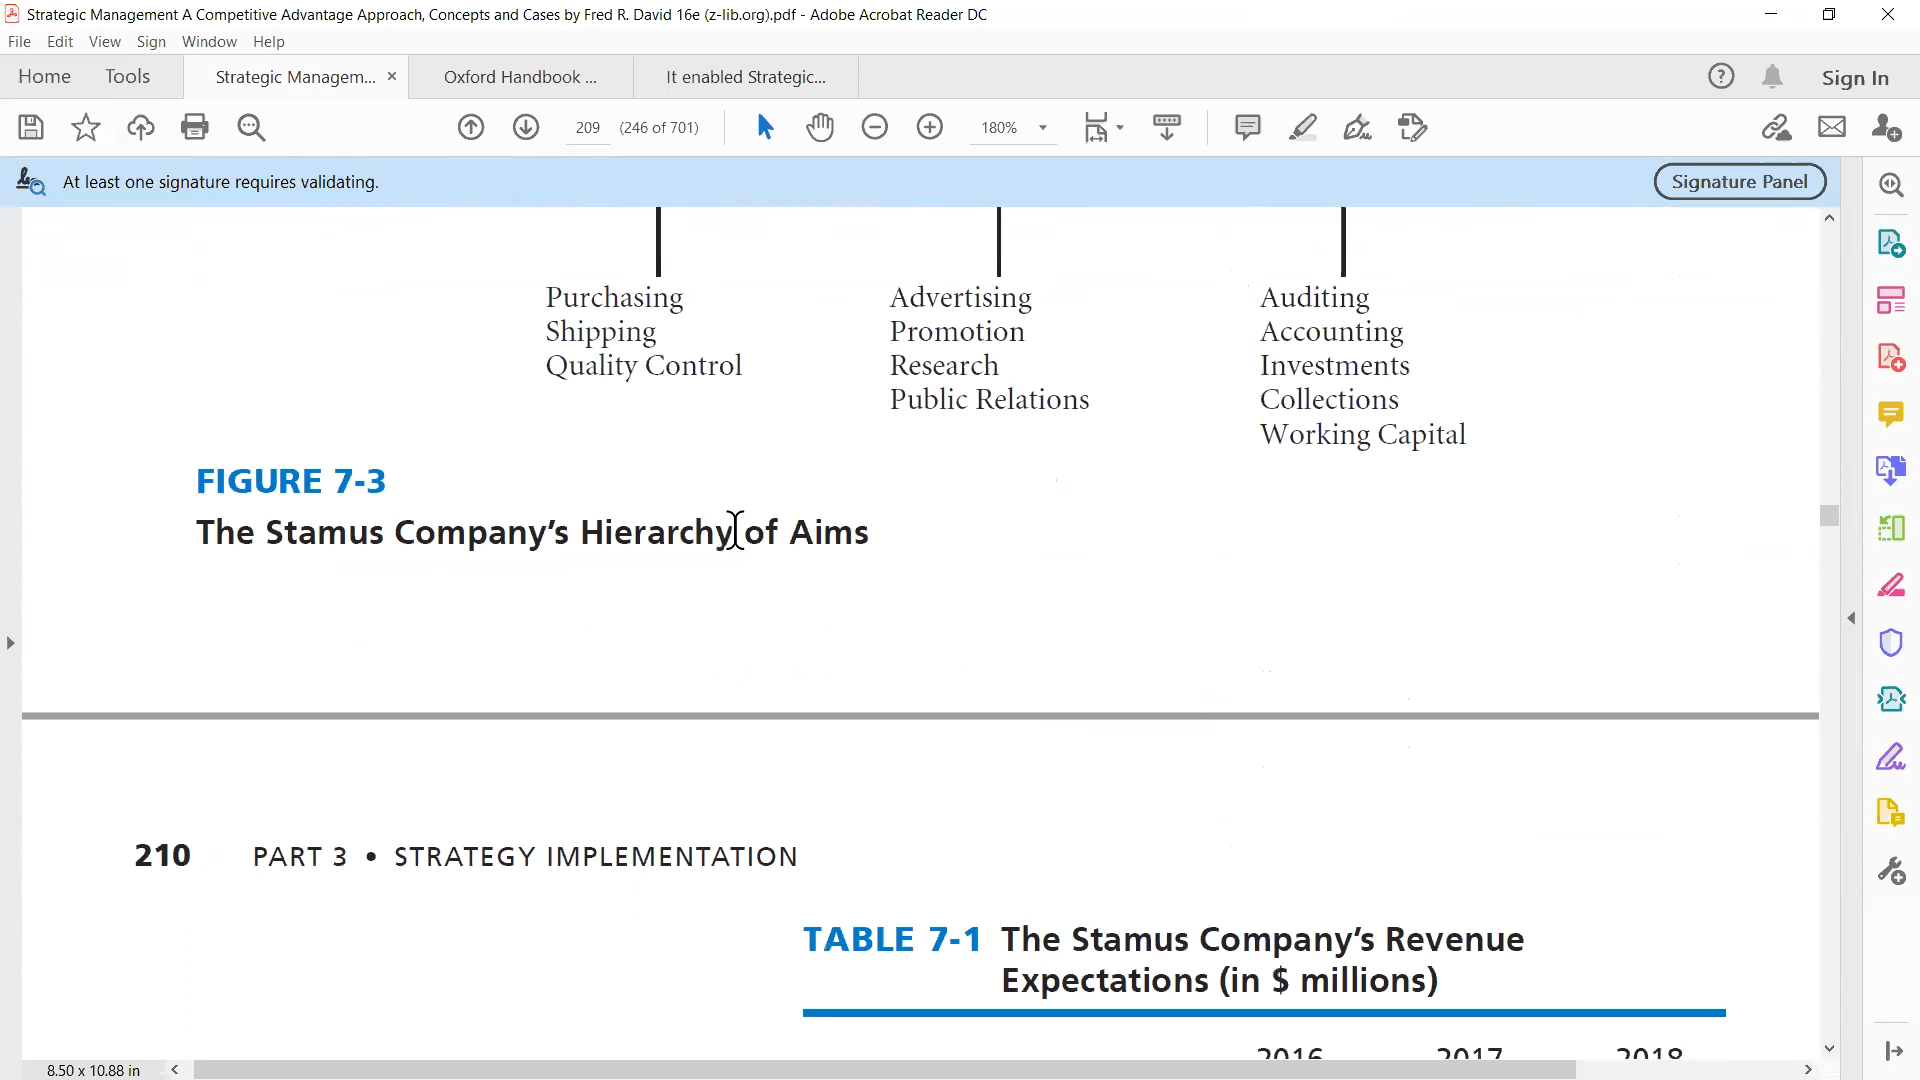 Strategic Management A Competitive Advantage Approach, Concepts and Cases by Fred R. David 16e (z-lib.org).pdf - Adobe Acrobat Reader DC
File Edit View Sign Window Help
Home Tools Strategic Managem... × Oxford Handbook ... It enabled Strategic... Sign In
209 (246 of 701) 180%
At least one signature requires validating. Signature Panel
Purchasing
Shipping
Quality Control
Advertising
Promotion
Research
Public Relations
Auditing
Accounting
Investments
Collections
Working Capital
FIGURE 7-3
The Stamus Company's Hierarchy of Aims
210 PART 3 • STRATEGY IMPLEMENTATION
TABLE 7-1 The Stamus Company's Revenue
Expectations (in $ millions)
2016 2017 2018
8.50 x 10.88 in